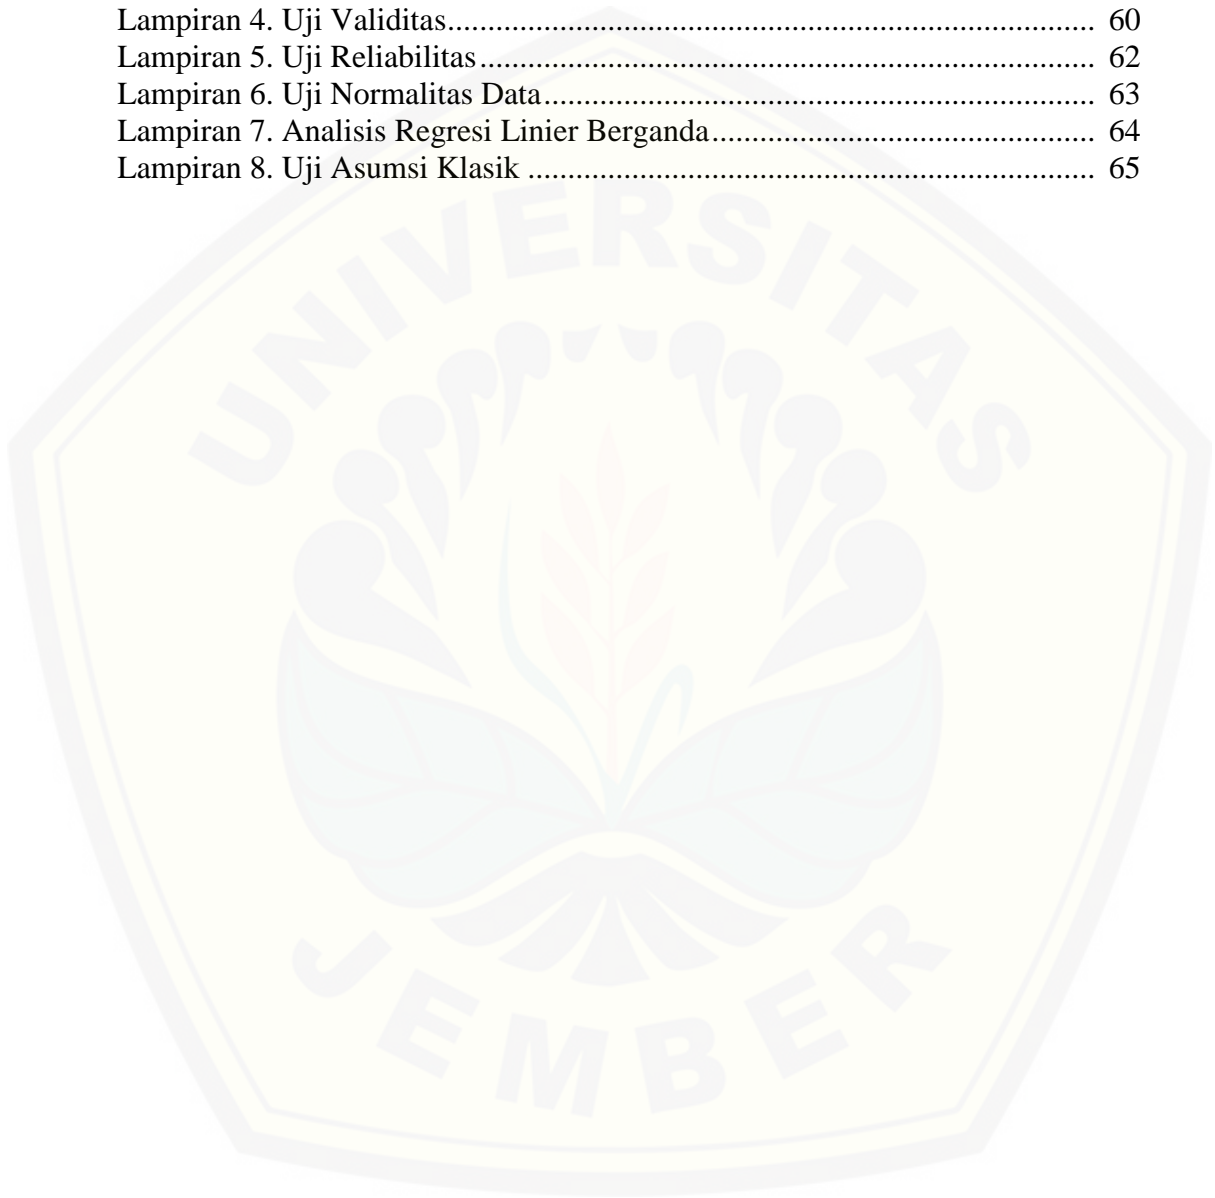 Lampiran 4. Uji Validitas.................................................................................. 60
Lampiran 5. Uji Reliabilitas.............................................................................. 62
Lampiran 6. Uji Normalitas Data...................................................................... 63
Lampiran 7. Analisis Regresi Linier Berganda................................................. 64
Lampiran 8. Uji Asumsi Klasik ........................................................................ 65
UNIVERSITAS
JEMBER